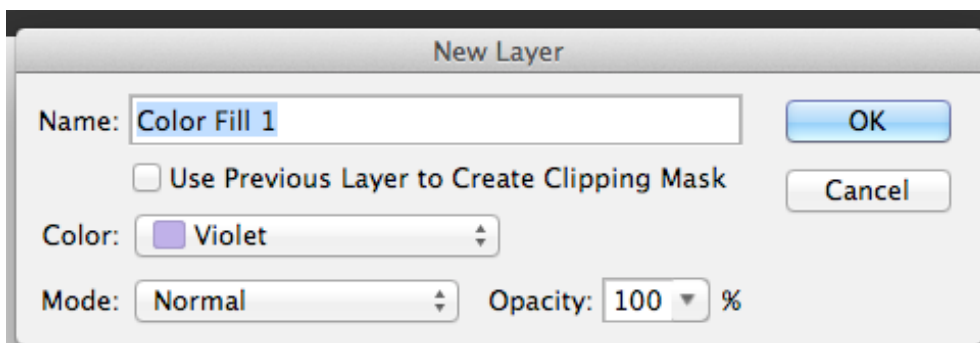 New Layer
Name: Color Fill 1 OK
Use Previous Layer to Create Clipping Mask Cancel
Color: Violet
Mode: Normal Opacity: 100 %